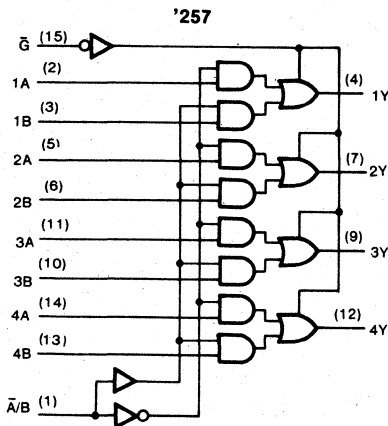 '257
G̅ (15)
(2)
1A
(4)
1Y
(3)
1B
(5)
2A
(7)
2Y
(6)
2B
(11)
3A
(9)
3Y
(10)
3B
(14)
4A
(12)
4Y
(13)
4B
A̅/B (1)